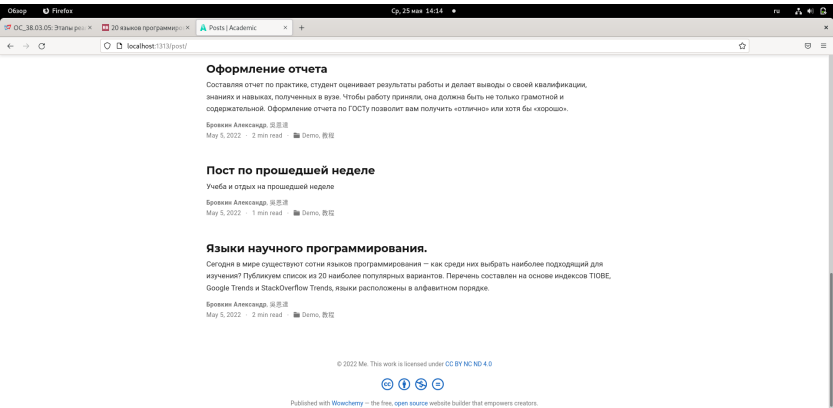 Обзор
Firefox
Ср, 25 мая 14:14
ru
20 языков программиро
Posts | Academic
localhost:1313/post/
Оформление отчета
Составляя отчет по практике, студент оценивает результаты работы и делает выводы о своей квалификации,
знаниях и навыках, полученных в вузе. Чтобы работу приняли, она должна быть не только грамотной и
содержательной. Оформление отчета по ГОСТу позволит вам получить «отлично» или хотя бы «хорошо».
Бровкин Александр, 吳恩達
May 5, 2022 · 2 min read · Demo, 教程
Пост по прошедшей неделе
Учеба и отдых на прошедшей неделе
Бровкин Александр, 吳恩達
May 5, 2022 · 1 min read · Demo, 教程
Языки научного программирования.
Сегодня в мире существуют сотни языков программирования — как среди них выбрать наиболее подходящий для
изучения? Публикуем список из 20 наиболее популярных вариантов. Перечень составлен на основе индексов TIOBE,
Google Trends и StackOverflow Trends, языки расположены в алфавитном порядке.
Бровкин Александр, 吳恩達
May 5, 2022 · 2 min read · Demo, 教程
© 2022 Me. This work is licensed under CC BY NC ND 4.0
Published with Wowchemy — the free, open source website builder that empowers creators.